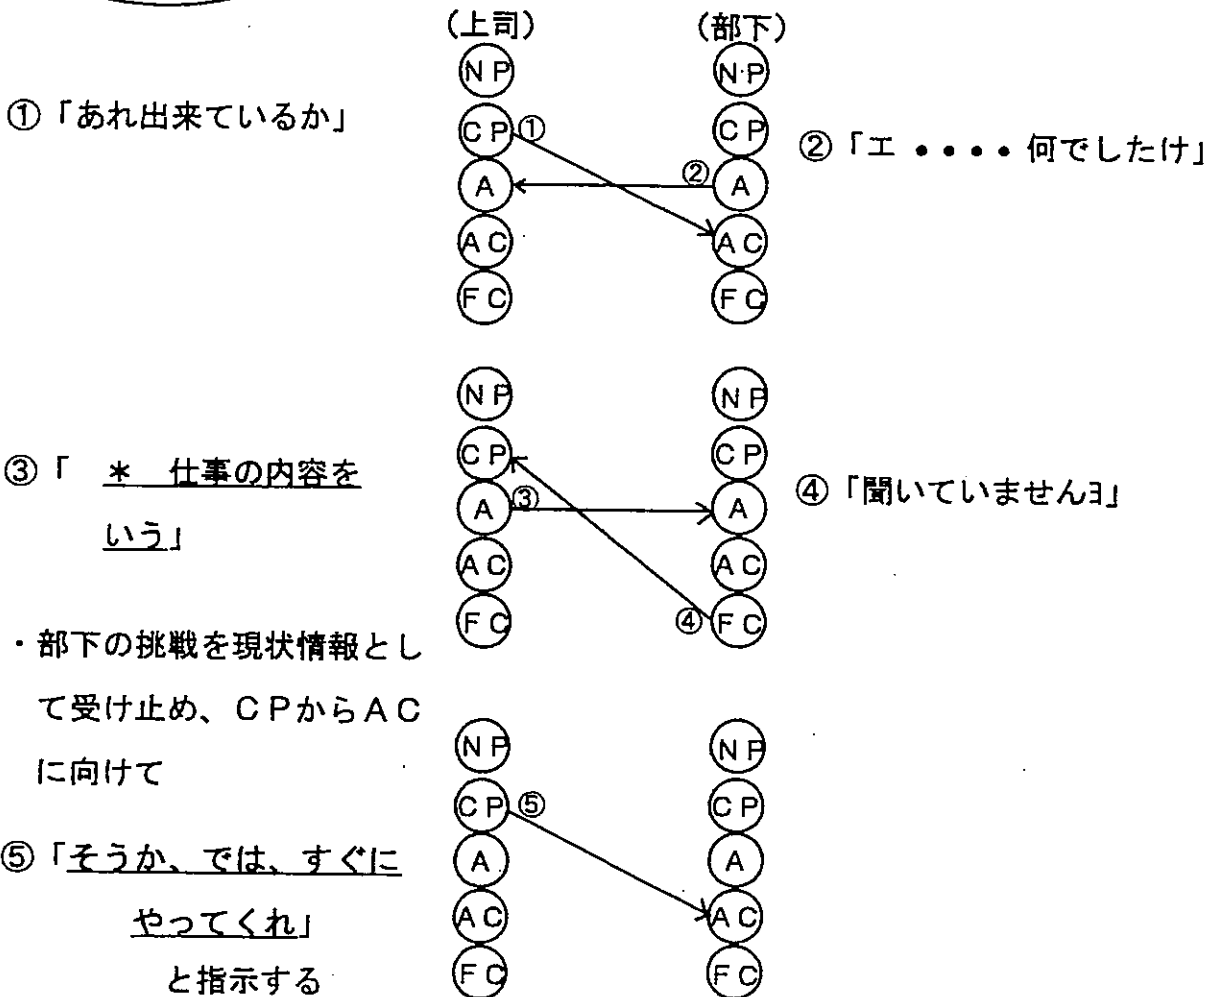 （上司）　（部下）
ＮＰ　ＮＰ
①「あれ出来ているか」　ＣＰ　①　ＣＰ　②「エ・・・・何でしたけ」
Ａ　②　Ａ
ＡＣ　ＡＣ
ＦＣ　ＦＣ
ＮＰ　ＮＰ
③「　＊　仕事の内容を　ＣＰ　ＣＰ
いう」　Ａ　③　Ａ　④「聞いていませんヨ」
ＡＣ　ＡＣ
ＦＣ　④　ＦＣ
・部下の挑戦を現状情報とし
て受け止め、ＣＰからＡＣ
に向けて
ＮＰ　ＮＰ
ＣＰ　⑤　ＣＰ
⑤「そうか、では、すぐに　Ａ　Ａ
やってくれ」　ＡＣ　ＡＣ
と指示する　ＦＣ　ＦＣ